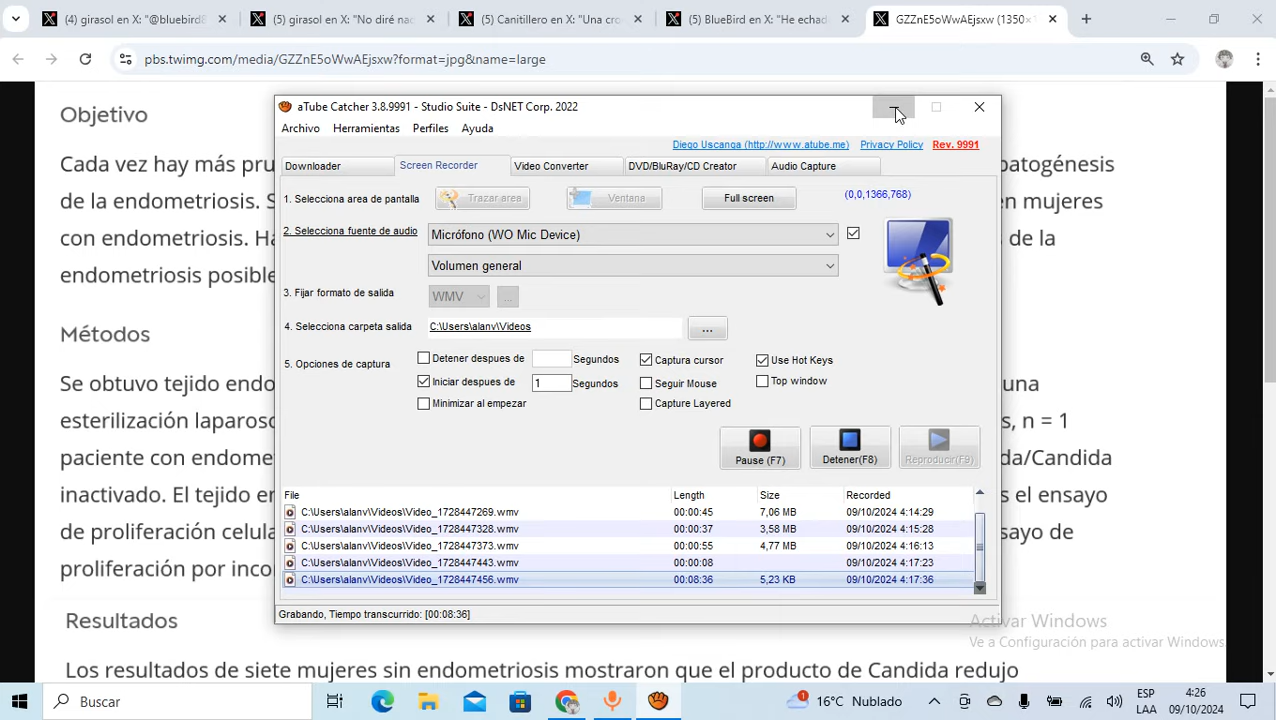 (4) girasol en X: "@bluebird8
(5) girasol en X: "No diré nac
(5) Canitillero en X: "Una cro
(5) BlueBird en X: "He echad
GZZnE5oWwAEjsxw (1350×
pbs.twimg.com/media/GZZnE5oWwAEjsxw?format=jpg&name=large
Objetivo
Cada vez hay más pru
patogénesis
de la endometriosis. S
en mujeres
con endometriosis. Ha
s de la
endometriosis posible
Métodos
Se obtuvo tejido endo
una
esterilización laparosc
s, n = 1
paciente con endomet
da/Candida
inactivado. El tejido en
s el ensayo
de proliferación celula
sayo de
proliferación por incor
Resultados
Los resultados de siete mujeres sin endometriosis mostraron que el producto de Candida redujo
aTube Catcher 3.8.9991 - Studio Suite - DsNET Corp. 2022
Archivo Herramientas Perfiles Ayuda
Diego Uscanga (http://www.atube.me) Privacy Policy Rev. 9991
Downloader Screen Recorder Video Converter DVD/BluRay/CD Creator Audio Capture
1. Selecciona area de pantalla Trazar area Ventana Full screen (0,0,1366,768)
2. Selecciona fuente de audio Micrófono (WO Mic Device)
Volumen general
3. Fijar formato de salida WMV ...
4. Selecciona carpeta salida C:\Users\alanv\Videos ...
5. Opciones de captura Detener despues de Segundos Captura cursor Use Hot Keys
Iniciar despues de 1 Segundos Seguir Mouse Top window
Minimizar al empezar Capture Layered
Pause (F7) Detener(F8) Reproducir(F9)
File Length Size Recorded
C:\Users\alanv\Videos\Video_1728447269.wmv 00:00:45 7,06 MB 09/10/2024 4:14:29
C:\Users\alanv\Videos\Video_1728447328.wmv 00:00:37 3,58 MB 09/10/2024 4:15:28
C:\Users\alanv\Videos\Video_1728447373.wmv 00:00:55 4,77 MB 09/10/2024 4:16:13
C:\Users\alanv\Videos\Video_1728447443.wmv 00:00:08 09/10/2024 4:17:23
C:\Users\alanv\Videos\Video_1728447456.wmv 00:08:36 5,23 KB 09/10/2024 4:17:36
Grabando, Tiempo transcurrido: [00:08:36]
Activar Windows
Ve a Configuración para activar Windows.
Buscar
1
16°C Nublado
ESP
LAA
4:26
09/10/2024